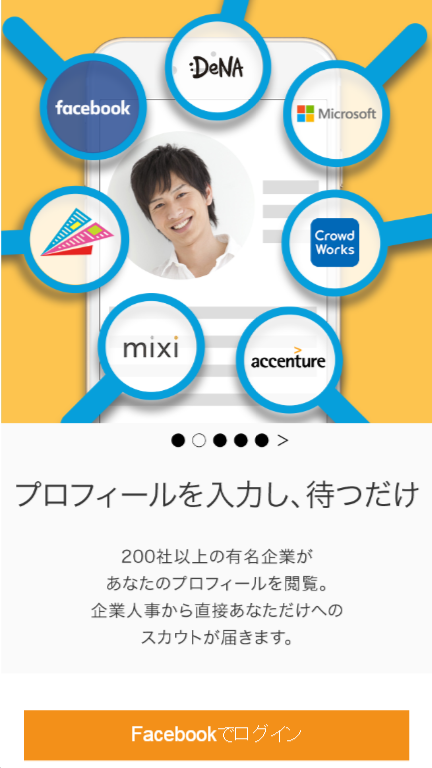 :DeNA
facebook
Microsoft
Crowd
Works
mixi
accenture
プロフィールを入力し、待つだけ
200社以上の有名企業が
あなたのプロフィールを閲覧。
企業人事から直接あなただけへの
スカウトが届きます。
Facebookでログイン